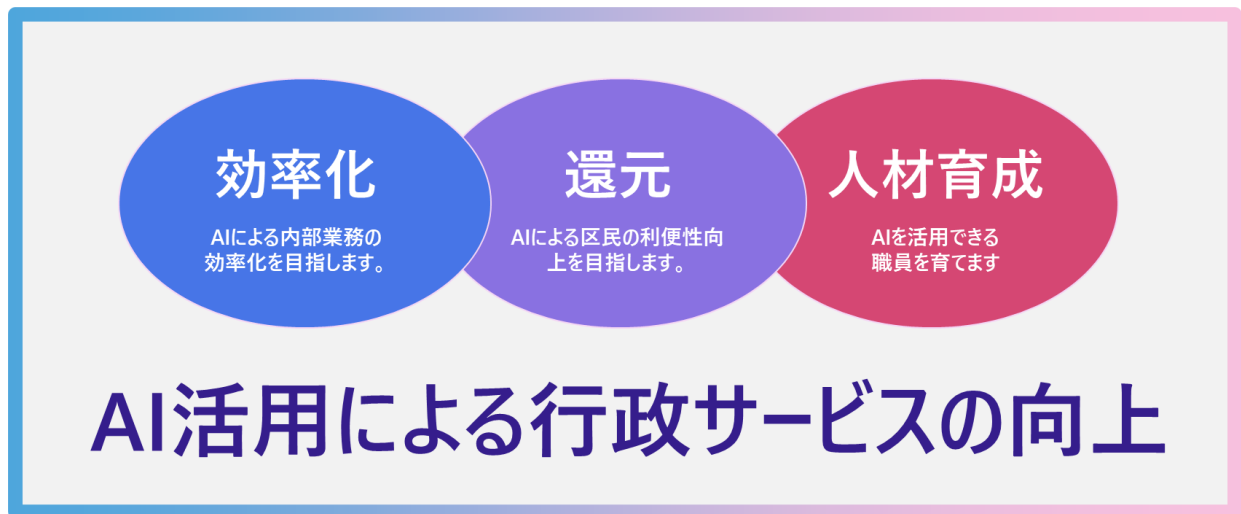 効率化
AIによる内部業務の
効率化を目指します。
還元
AIによる区民の利便性向
上を目指します。
人材育成
AIを活用できる
職員を育てます
AI活用による行政サービスの向上